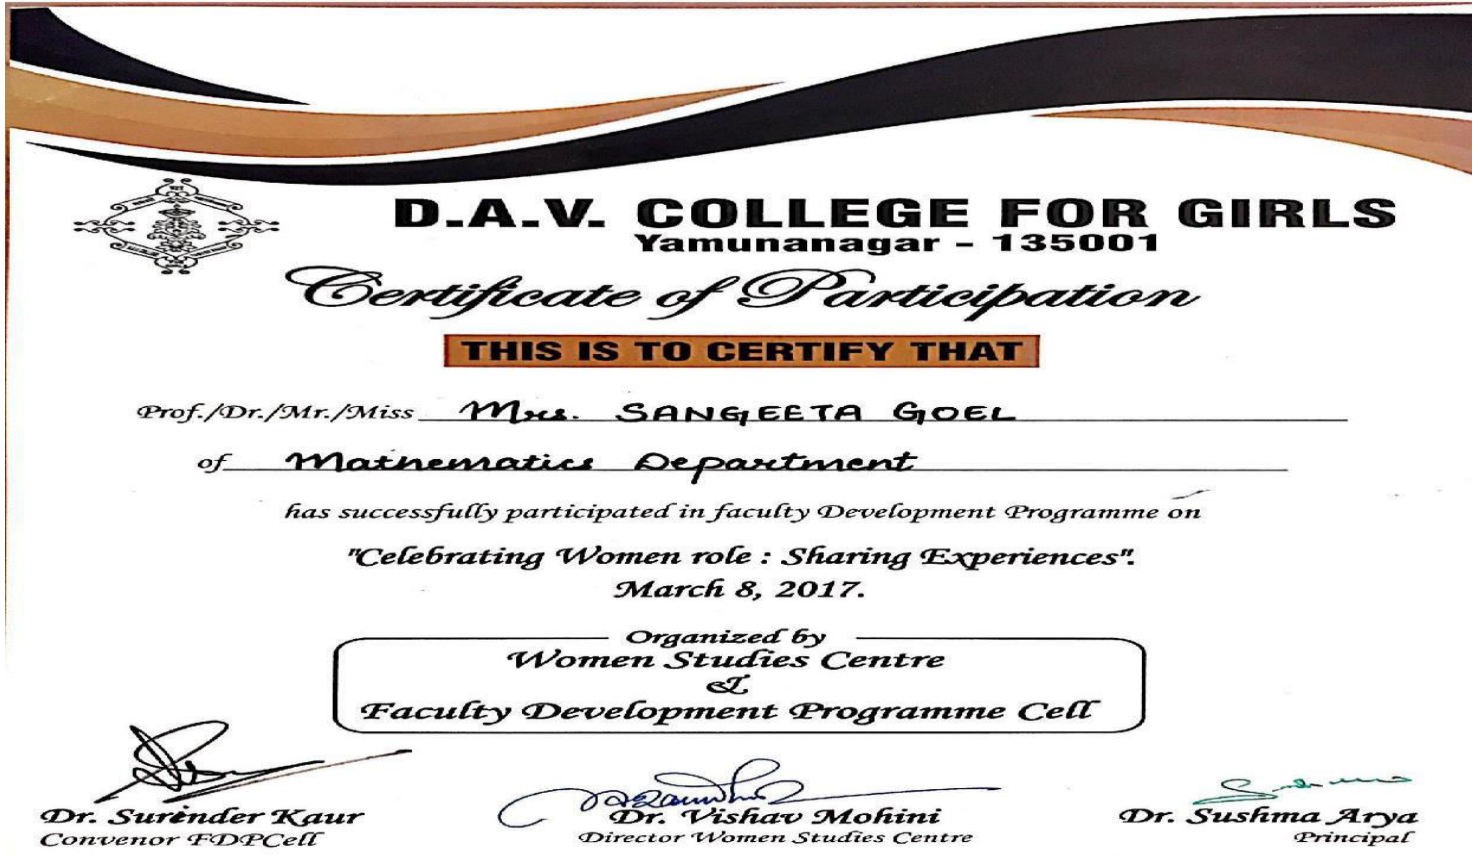 D.A.V. COLLEGE FOR GIRLS
Yamunanagar - 135001
Certificate of Participation
THIS IS TO CERTIFY THAT
Prof./Dr./Mr./Miss Mrs. SANGEETA GOEL
of Mathematics Department
has successfully participated in faculty Development Programme on
"Celebrating Women role : Sharing Experiences".
March 8, 2017.
Organized by
Women Studies Centre
&
Faculty Development Programme Cell
Dr. Surinder Kaur
Convenor FDPCell
Dr. Vishav Mohini
Director Women Studies Centre
Dr. Sushma Arya
Principal